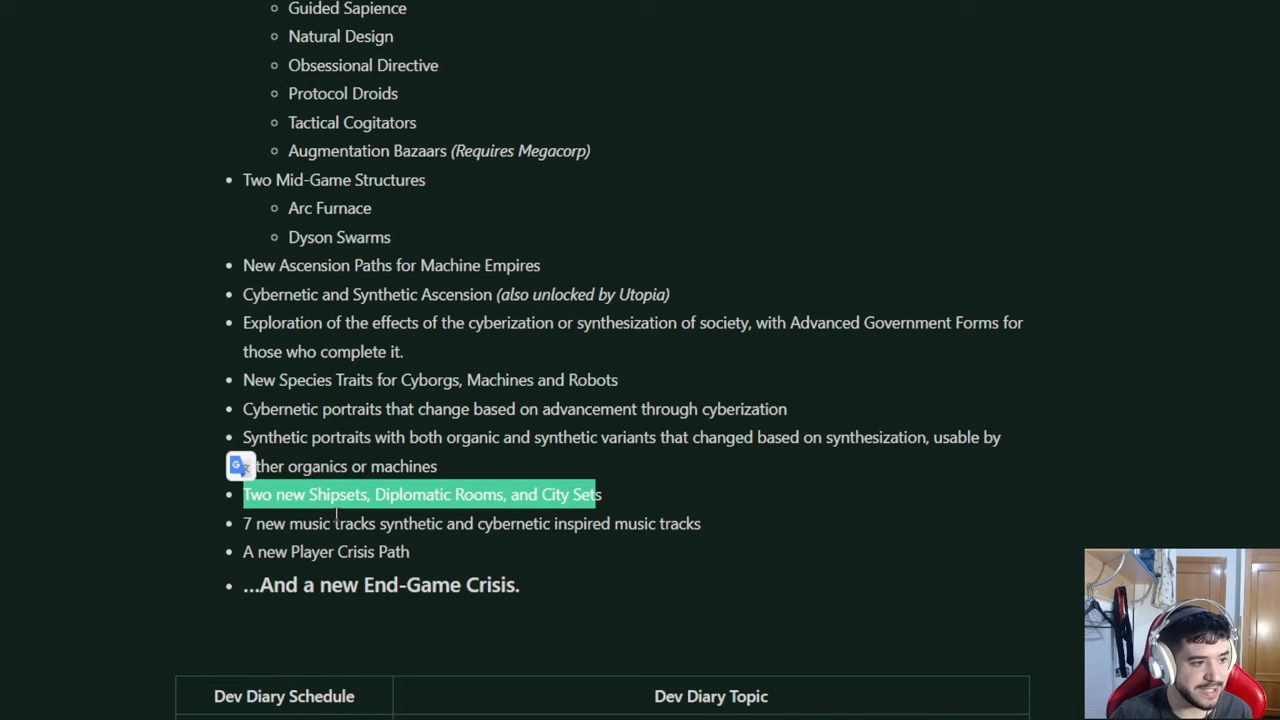 Guided Sapience
Natural Design
Obsessional Directive
Protocol Droids
Tactical Cogitators
Augmentation Bazaars (Requires Megacorp)
Two Mid-Game Structures
Arc Furnace
Dyson Swarms
New Ascension Paths for Machine Empires
Cybernetic and Synthetic Ascension (also unlocked by Utopia)
Exploration of the effects of the cyberization or synthesization of society, with Advanced Government Forms for
those who complete it.
New Species Traits for Cyborgs, Machines and Robots
Cybernetic portraits that change based on advancement through cyberization
Synthetic portraits with both organic and synthetic variants that changed based on synthesization, usable by
ther organics or machines
Two new Shipsets, Diplomatic Rooms, and City Sets
7 new music tracks synthetic and cybernetic inspired music tracks
A new Player Crisis Path
...And a new End-Game Crisis.
Dev Diary Schedule
Dev Diary Topic